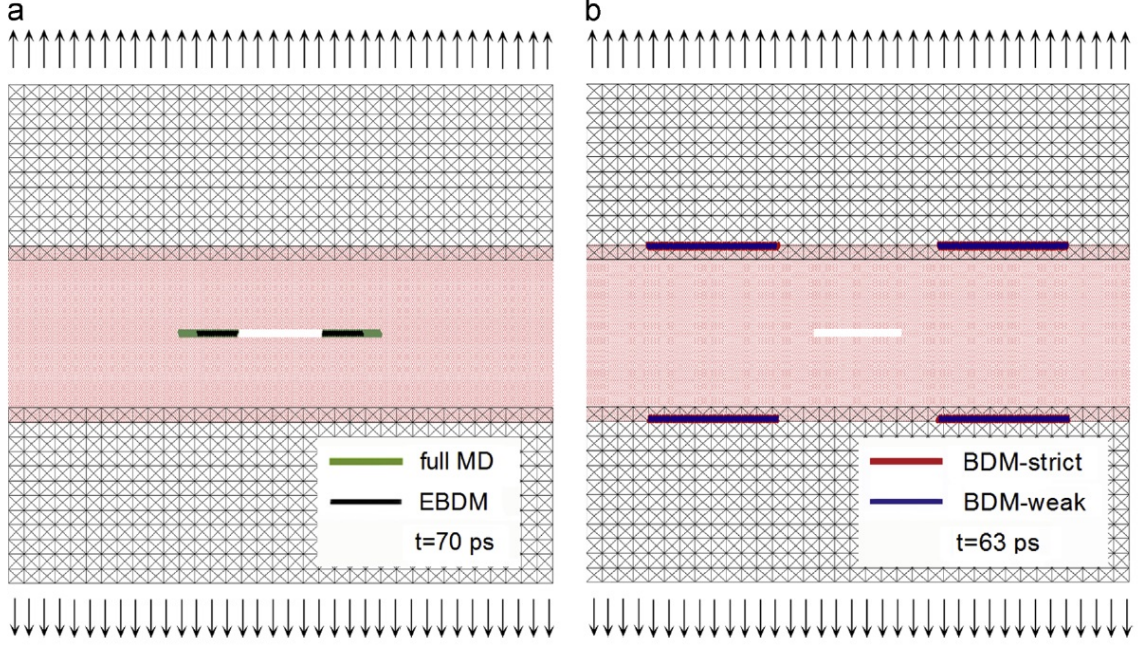 a
full MD
EBDM
t=70 ps
b
BDM-strict
BDM-weak
t=63 ps